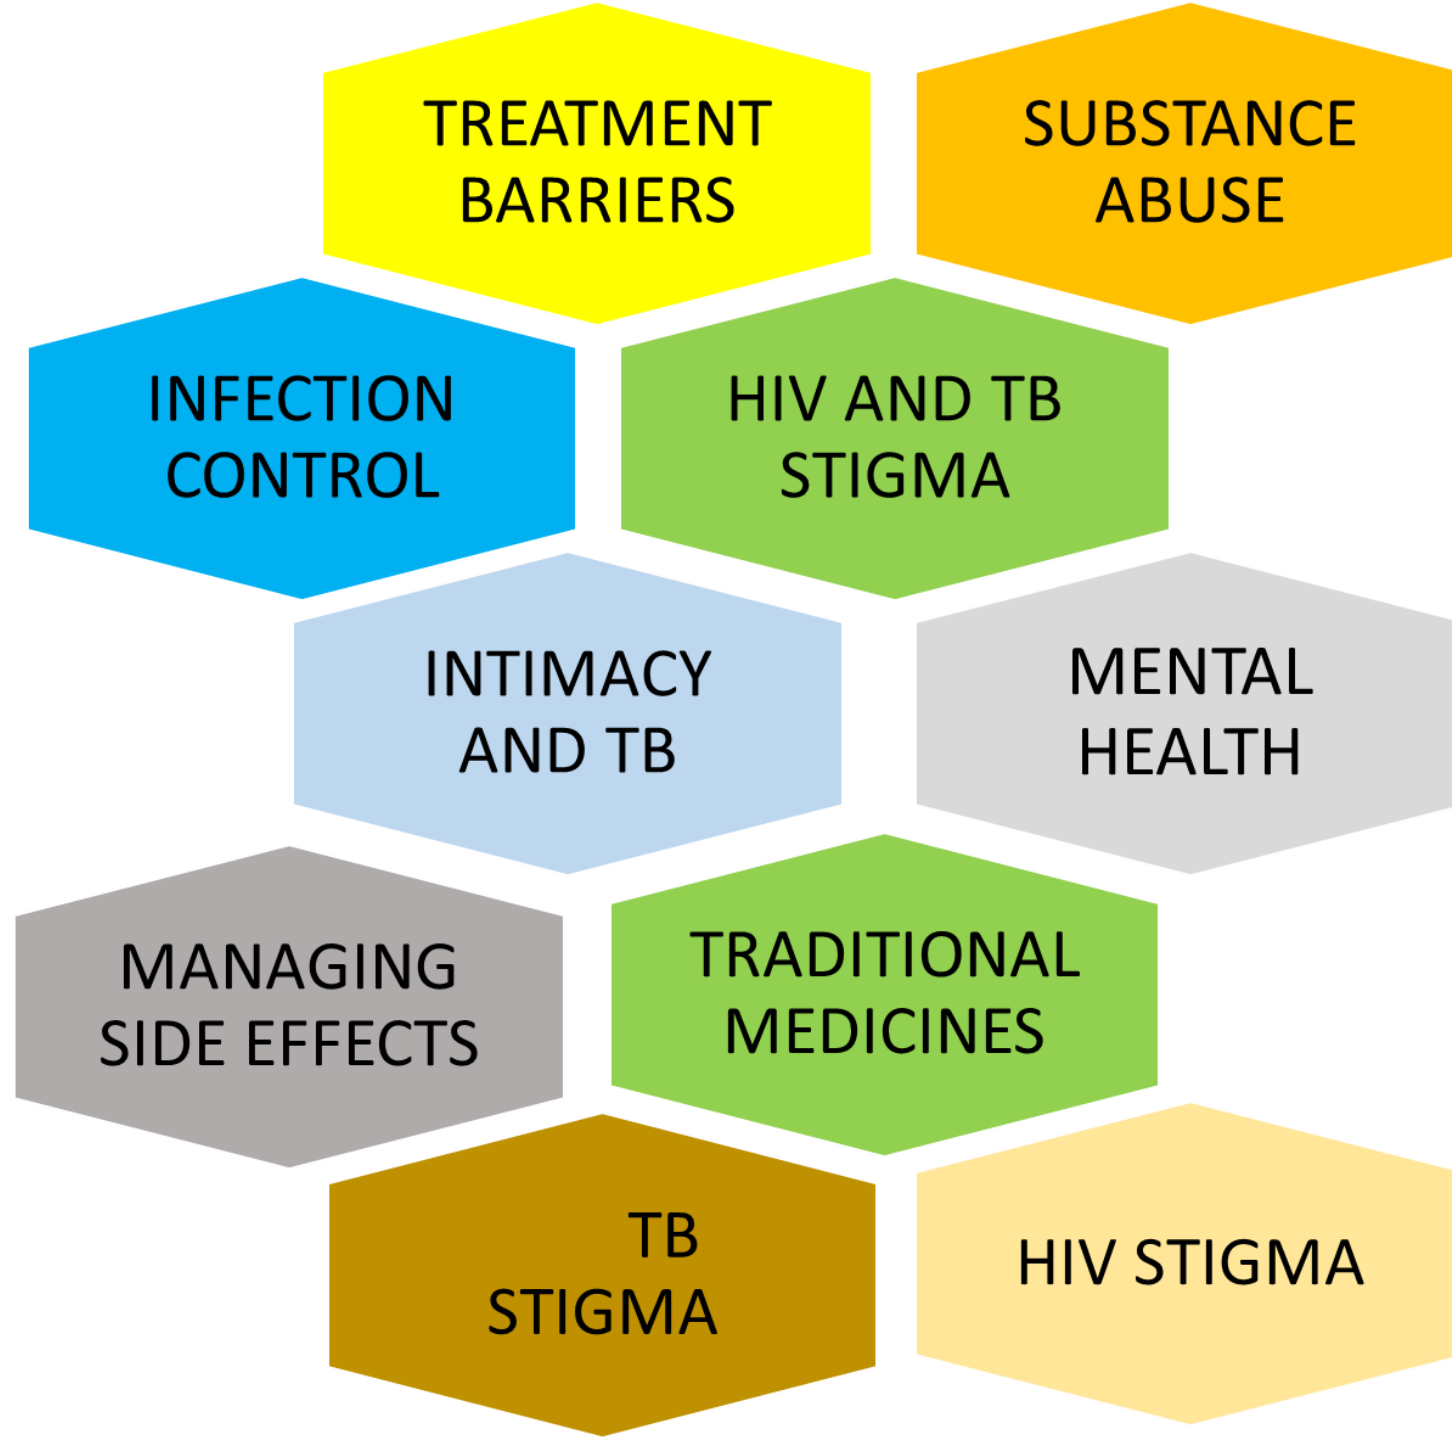 TREATMENT
BARRIERS
SUBSTANCE
ABUSE
INFECTION
CONTROL
HIV AND TB
STIGMA
INTIMACY
AND TB
MENTAL
HEALTH
MANAGING
SIDE EFFECTS
TRADITIONAL
MEDICINES
TB
STIGMA
HIV STIGMA